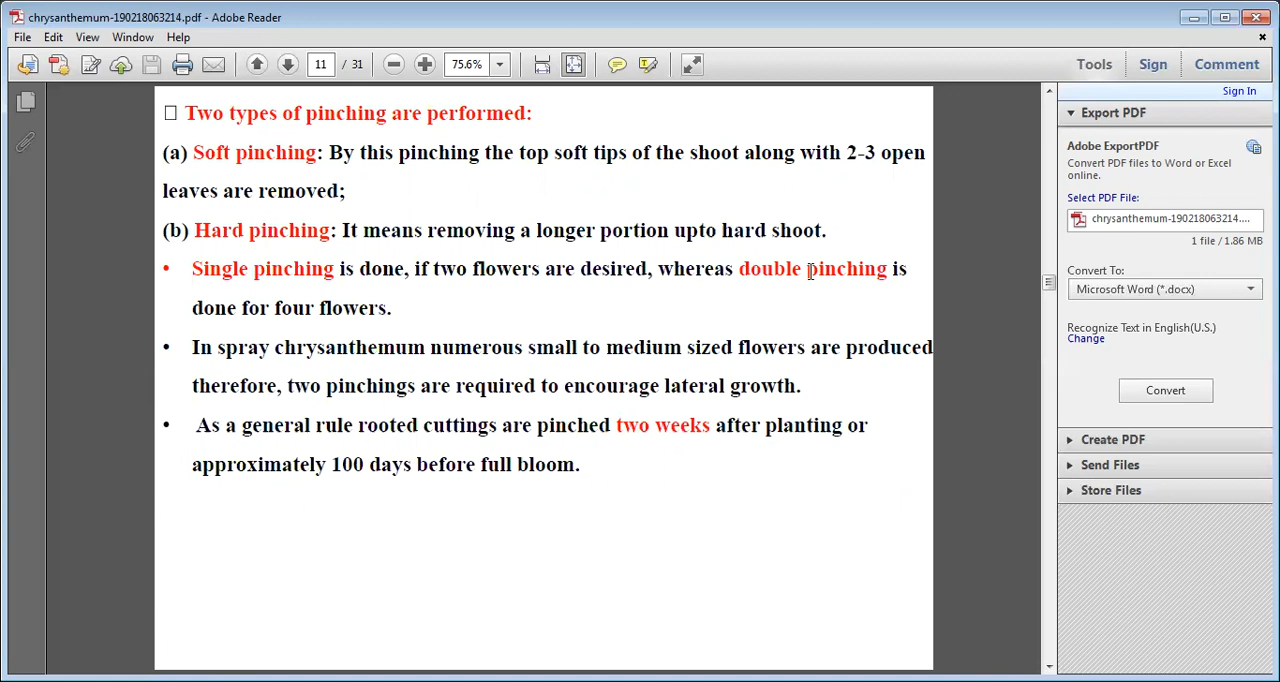 chrysanthemum-190218063214.pdf - Adobe Reader
File Edit View Window Help
11 / 31 75.6% Tools Sign Comment
Sign In
Two types of pinching are performed:
(a) Soft pinching: By this pinching the top soft tips of the shoot along with 2-3 open
leaves are removed;
(b) Hard pinching: It means removing a longer portion upto hard shoot.
• Single pinching is done, if two flowers are desired, whereas double pinching is
done for four flowers.
• In spray chrysanthemum numerous small to medium sized flowers are produced
therefore, two pinchings are required to encourage lateral growth.
• As a general rule rooted cuttings are pinched two weeks after planting or
approximately 100 days before full bloom.
Export PDF
Adobe ExportPDF
Convert PDF files to Word or Excel
online.
Select PDF File:
chrysanthemum-190218063214....
1 file / 1.86 MB
Convert To:
Microsoft Word (*.docx)
Recognize Text in English(U.S.)
Change
Convert
Create PDF
Send Files
Store Files